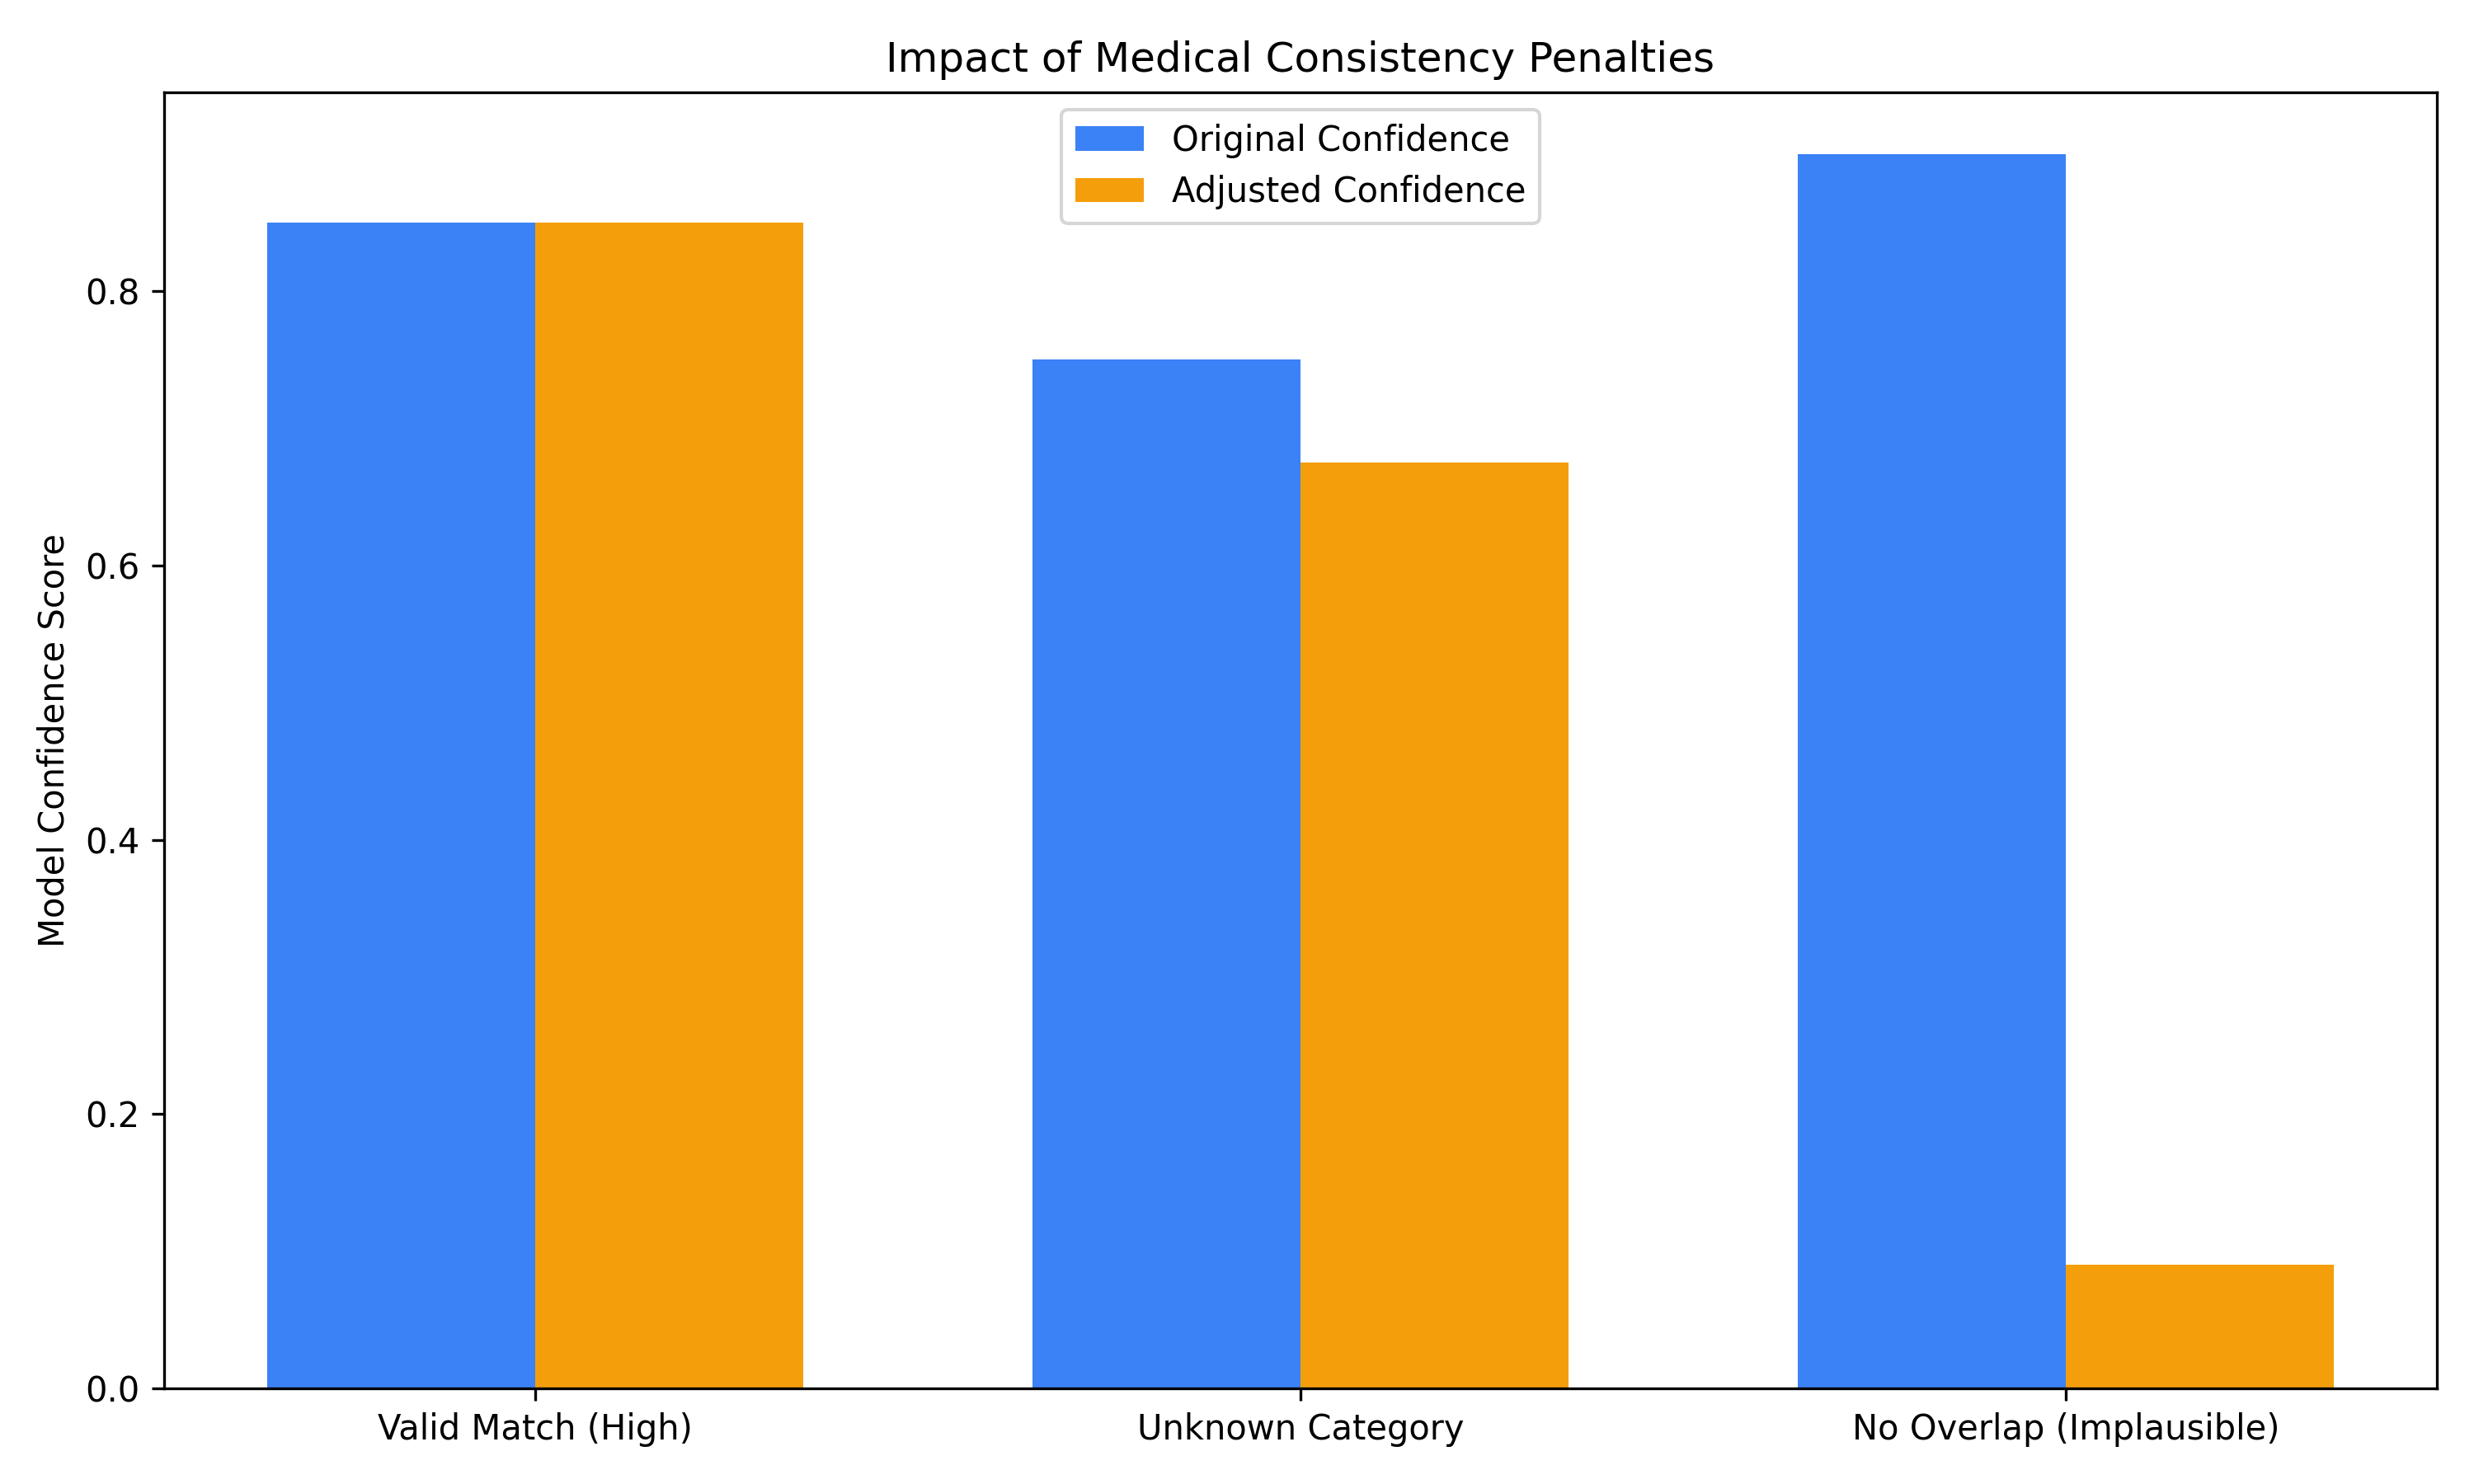 Impact of Medical Consistency Penalties
Original Confidence
Adjusted Confidence
Model Confidence Score
0.8
0.6
0.4
0.2
0.0
Valid Match (High)
Unknown Category
No Overlap (Implausible)